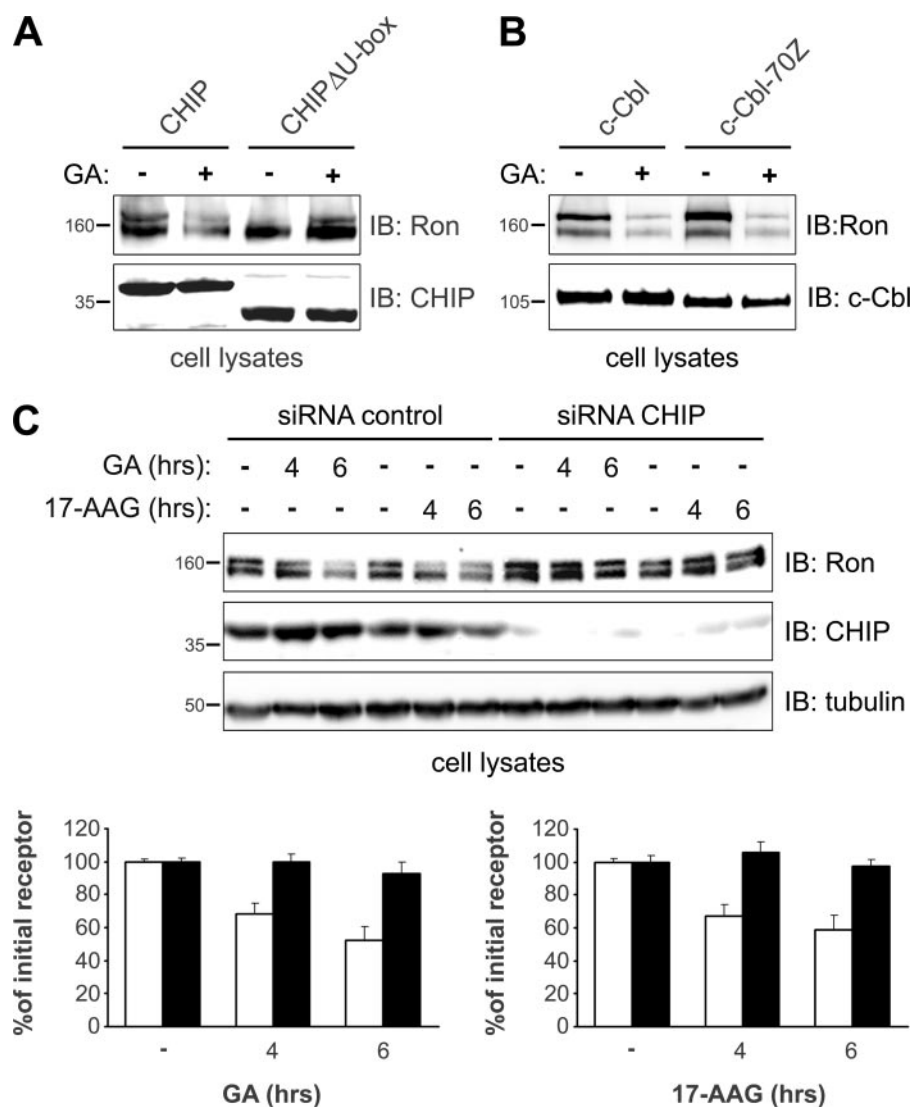 A
CHIP CHIPΔU-box
GA: - + - +
160
IB: Ron
35
IB: CHIP
cell lysates
B
c-Cbl c-Cbl-70Z
GA: - + - +
160
IB:Ron
105
IB: c-Cbl
cell lysates
C
siRNA control siRNA CHIP
GA (hrs): - 4 6 - - - - 4 6 - - -
17-AAG (hrs): - - - - 4 6 - - - - 4 6
160
IB: Ron
35
IB: CHIP
50
IB: tubulin
cell lysates
%of initial receptor
120
100
80
60
40
20
0
- 4 6
GA (hrs)
%of initial receptor
120
100
80
60
40
20
0
- 4 6
17-AAG (hrs)